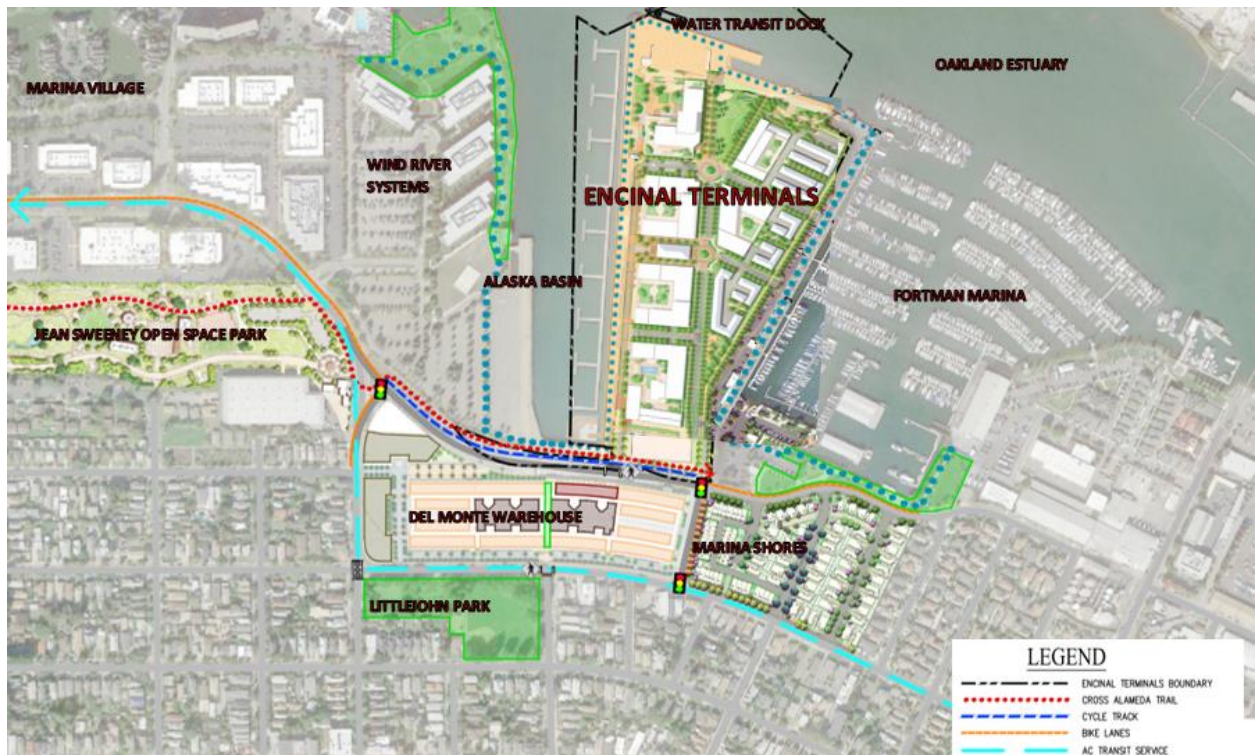 WATER TRANSIT DOCK
OAKLAND ESTUARY
MARINA VILLAGE
WIND RIVER
SYSTEMS
ENCINAL TERMINALS
ALASKA BASIN
FORTMAN MARINA
JEAN SWEENEY OPEN SPACE PARK
DEL MONTE WAREHOUSE
MARINA SHORES
LITTLEJOHN PARK
LEGEND
ENCINAL TERMINALS BOUNDARY
CROSS ALAMEDA TRAIL
CYCLE TRACK
BIKE LANES
AC TRANSIT SERVICE